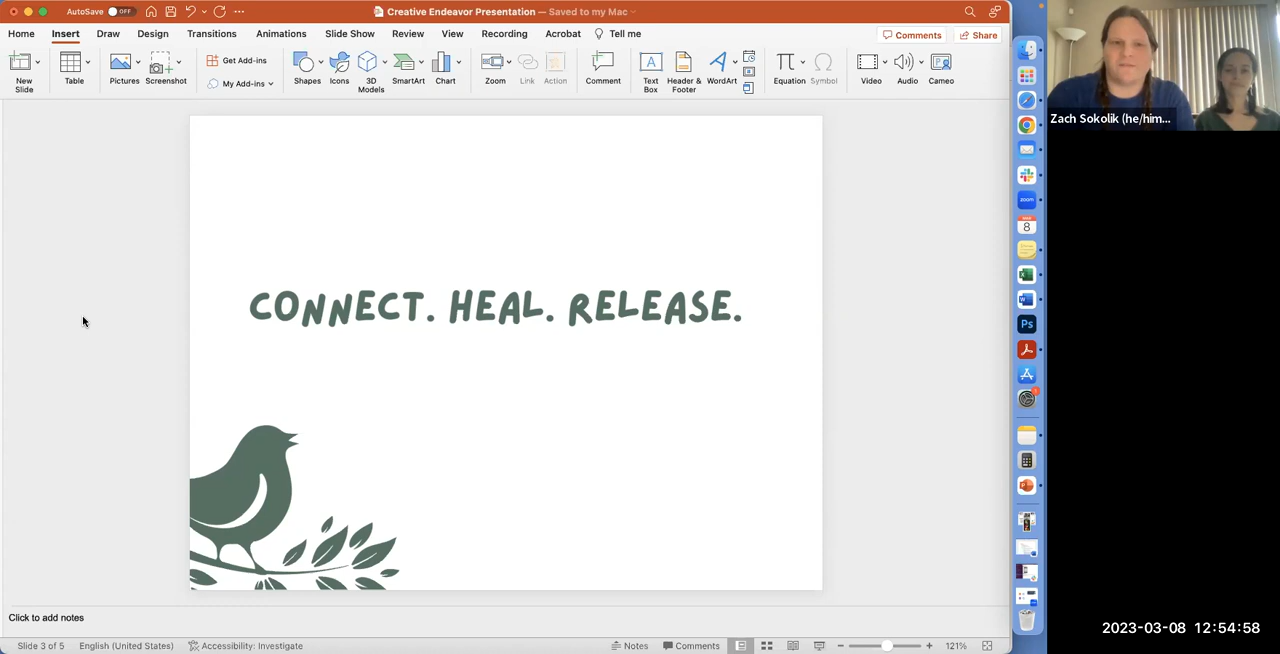 AutoSave OFF
Creative Endeavor Presentation — Saved to my Mac
Home Insert Draw Design Transitions Animations Slide Show Review View Recording Acrobat Tell me
Comments Share
New Slide
Table
Pictures
Screenshot
Get Add-ins
My Add-ins
Shapes
Icons
3D Models
SmartArt
Chart
Zoom
Link
Action
Comment
Text Box
Header & Footer
WordArt
Equation
Symbol
Video
Audio
Cameo
Zach Sokolik (he/him...
zoom
8
Ps
CONNECT. HEAL. RELEASE.
Click to add notes
Slide 3 of 5 English (United States) Accessibility: Investigate Notes Comments 121%
2023-03-08 12:54:58